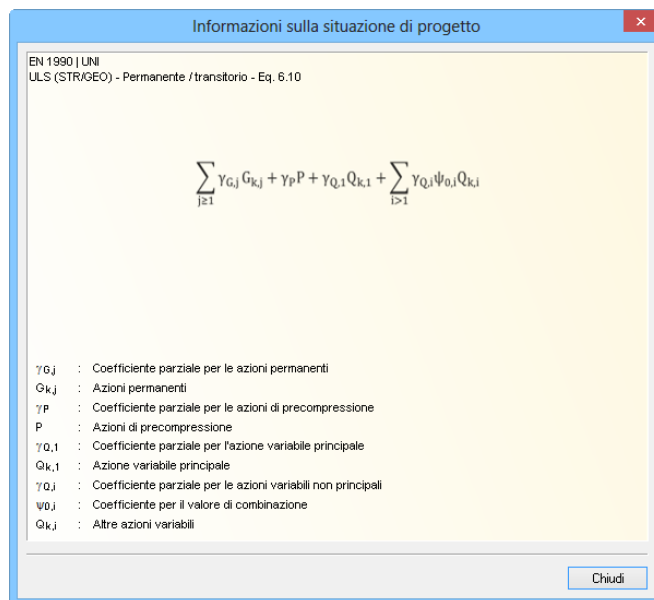 Informazioni sulla situazione di progetto
EN 1990 | UNI
ULS (STR/GEO) - Permanente / transitorio - Eq. 6.10
∑ j≥1 γG,j Gk,j + γP P + γQ,1 Qk,1 + ∑ i>1 γQ,i ψ0,i Qk,i
γG,j : Coefficiente parziale per le azioni permanenti
Gk,j : Azioni permanenti
γP : Coefficiente parziale per le azioni di precompressione
P : Azioni di precompressione
γQ,1 : Coefficiente parziale per l'azione variabile principale
Qk,1 : Azione variabile principale
γQ,i : Coefficiente parziale per le azioni variabili non principali
ψ0,i : Coefficiente per il valore di combinazione
Qk,i : Altre azioni variabili
Chiudi